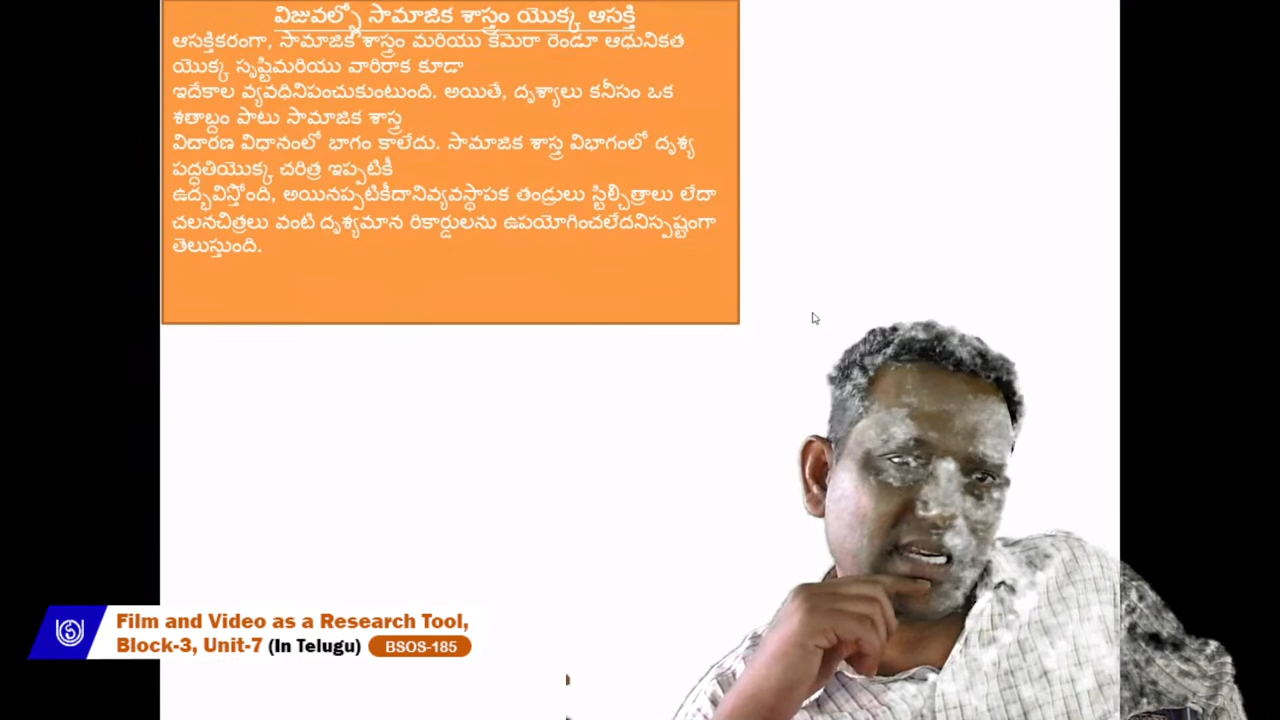 విజువల్స్లో సామాజిక శాస్త్రం యొక్క ఆసక్తి
ఆసక్తికరంగా, సామాజిక శాస్త్రం మరియు కెమెరా రెండూ ఆధునికత
యొక్క సృష్టిమరియు వారిరాక కూడా
ఇదేకాల వ్యవధినిపంచుకుంటుంది. అయితే, దృశ్యాలు కనీసం ఒక
శతాబ్దం పాటు సామాజిక శాస్త్ర
విచారణ విధానంలో భాగం కాలేదు. సామాజిక శాస్త్ర విభాగంలో దృశ్య
పద్ధతియొక్క చరిత్ర ఇప్పటికీ
ఉద్భవిస్తోంది, అయినప్పటికీదానివ్యవస్థాపక తండ్రులు స్టిల్చిత్రాలు లేదా
చలనచిత్రలు వంటి దృశ్యమాన రికార్డులను ఉపయోగించలేదనిస్పష్టంగా
తెలుస్తుంది.
Film and Video as a Research Tool,
Block-3, Unit-7 (In Telugu) BSOS-185